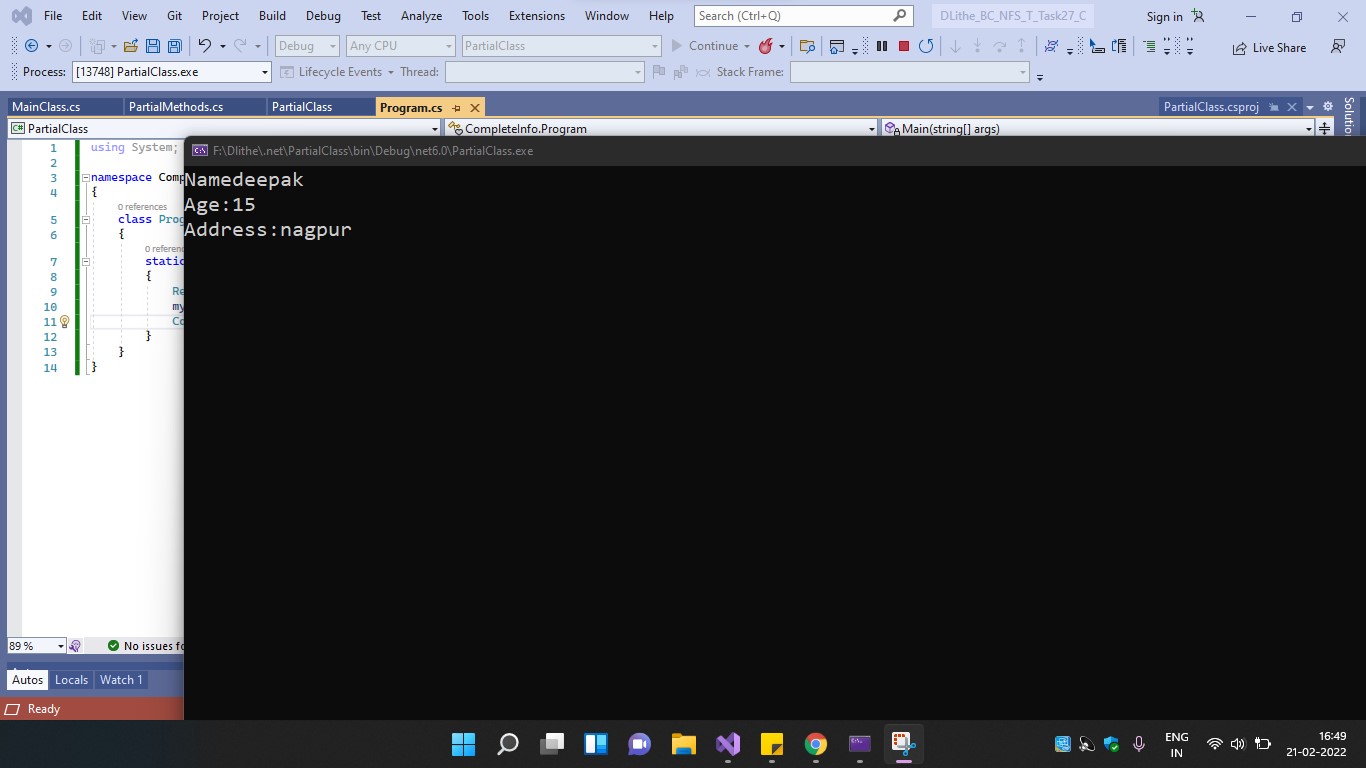 File Edit View Git Project Build Debug Test Analyze Tools Extensions Window Help Search (Ctrl+Q) DLithe_BC_NFS_T_Task27_C Sign in
Debug Any CPU PartialClass Continue Live Share
Process: [13748] PartialClass.exe Lifecycle Events Thread: Stack Frame:
MainClass.cs PartialMethods.cs PartialClass Program.cs PartialClass.csproj
Solutio
C# PartialClass CompleteInfo.Program Main(string[] args)
F:\Dlithe\.net\PartialClass\bin\Debug\net6.0\PartialClass.exe
Namedeepak
Age:15
Address:nagpur
1 using System;
2
3 namespace Comp
4 {
0 references
5 class Prog
6 {
0 referenc
7 static
8 {
9 Re
10 my
11 Co
12 }
13 }
14 }
89 % No issues fo
Autos Locals Watch 1
Ready
ENG
IN
16:49
21-02-2022